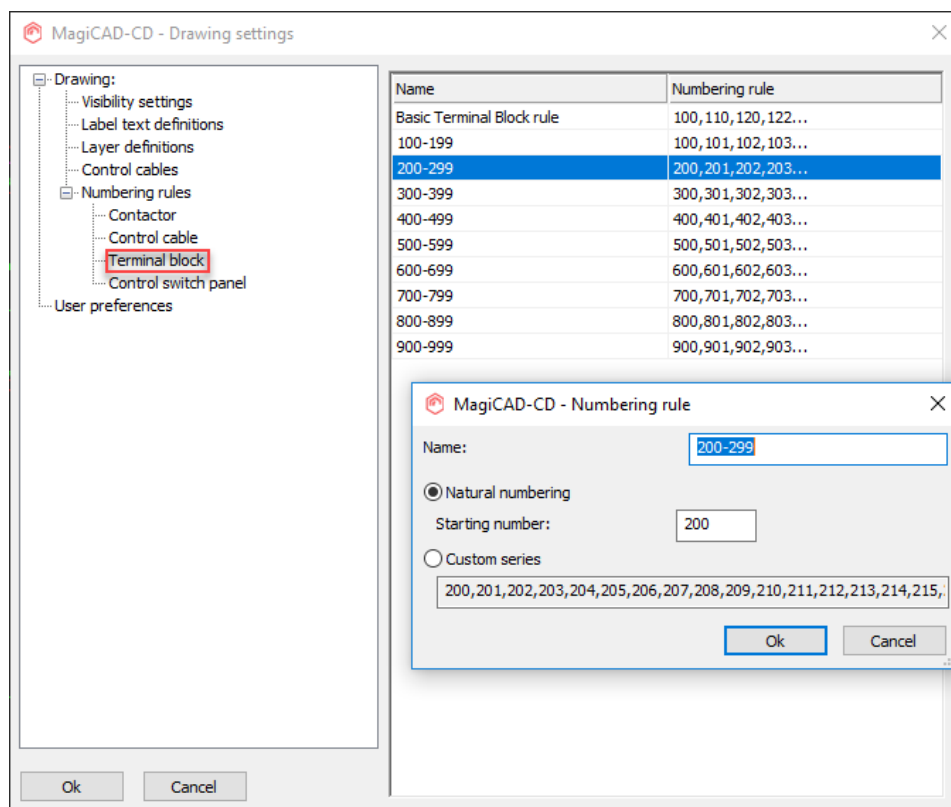 MagiCAD-CD - Drawing settings
Drawing:
Visibility settings
Label text definitions
Layer definitions
Control cables
Numbering rules
Contactor
Control cable
Terminal block
Control switch panel
User preferences
Name Numbering rule
Basic Terminal Block rule 100,110,120,122...
100-199 100,101,102,103...
200-299 200,201,202,203...
300-399 300,301,302,303...
400-499 400,401,402,403...
500-599 500,501,502,503...
600-699 600,601,602,603...
700-799 700,701,702,703...
800-899 800,801,802,803...
900-999 900,901,902,903...
MagiCAD-CD - Numbering rule
Name: 200-299
Natural numbering
Starting number: 200
Custom series
200,201,202,203,204,205,206,207,208,209,210,211,212,213,214,215,
Ok Cancel
Ok Cancel